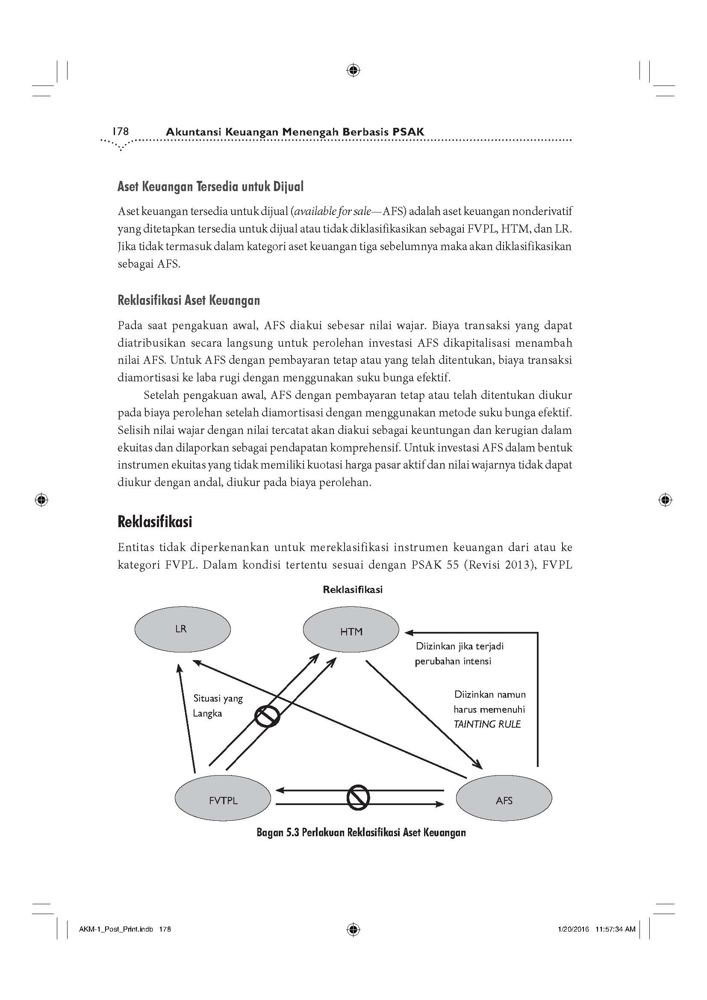 178 Akuntansi Keuangan Menengah Berbasis PSAK
Aset Keuangan Tersedia untuk Dijual
Aset keuangan tersedia untuk dijual (available for sale—AFS) adalah aset keuangan nonderivatif
yang ditetapkan tersedia untuk dijual atau tidak diklasifikasikan sebagai FVPL, HTM, dan LR.
Jika tidak termasuk dalam kategori aset keuangan tiga sebelumnya maka akan diklasifikasikan
sebagai AFS.
Reklasifikasi Aset Keuangan
Pada saat pengakuan awal, AFS diakui sebesar nilai wajar. Biaya transaksi yang dapat
diatribusikan secara langsung untuk perolehan investasi AFS dikapitalisasi menambah
nilai AFS. Untuk AFS dengan pembayaran tetap atau yang telah ditentukan, biaya transaksi
diamortisasi ke laba rugi dengan menggunakan suku bunga efektif.
Setelah pengakuan awal, AFS dengan pembayaran tetap atau telah ditentukan diukur
pada biaya perolehan setelah diamortisasi dengan menggunakan metode suku bunga efektif.
Selisih nilai wajar dengan nilai tercatat akan diakui sebagai keuntungan dan kerugian dalam
ekuitas dan dilaporkan sebagai pendapatan komprehensif. Untuk investasi AFS dalam bentuk
instrumen ekuitas yang tidak memiliki kuotasi harga pasar aktif dan nilai wajarnya tidak dapat
diukur dengan andal, diukur pada biaya perolehan.
Reklasifikasi
Entitas tidak diperkenankan untuk mereklasifikasi instrumen keuangan dari atau ke
kategori FVPL. Dalam kondisi tertentu sesuai dengan PSAK 55 (Revisi 2013), FVPL
Reklasifikasi
LR
HTM
Diizinkan jika terjadi
perubahan intensi
Situasi yang
Langka
Diizinkan namun
harus memenuhi
TAINTING RULE
FVTPL
AFS
Bagan 5.3 Perlakuan Reklasifikasi Aset Keuangan
AKM-1_Post_Print.indb 178
1/20/2016 11:57:34 AM